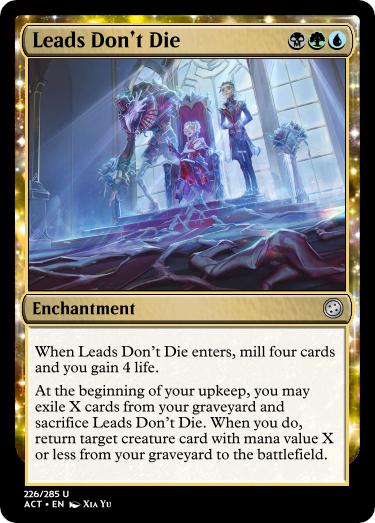 Leads Don't Die
Enchantment
When Leads Don't Die enters, mill four cards
and you gain 4 life.
At the beginning of your upkeep, you may
exile X cards from your graveyard and
sacrifice Leads Don't Die. When you do,
return target creature card with mana value X
or less from your graveyard to the battlefield.
226/285 U
ACT • EN Xia Yu